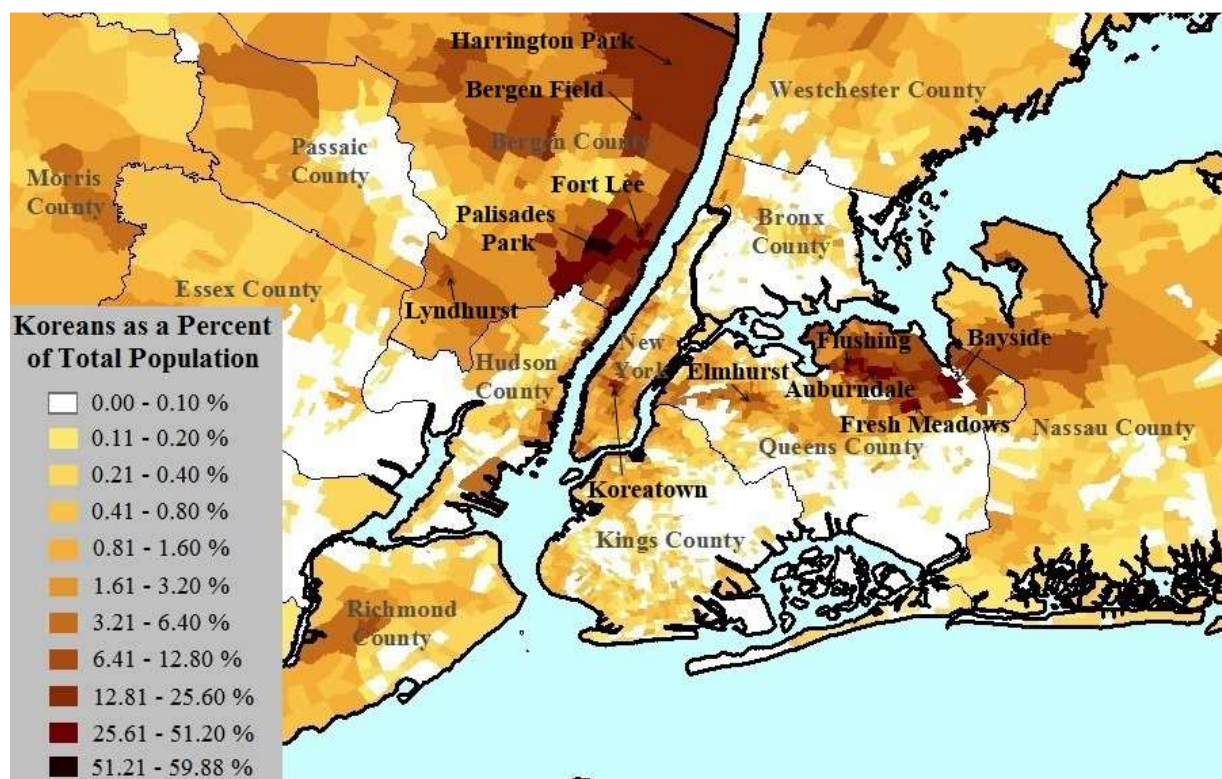 Harrington Park
Bergen Field
Westchester County
Passaic
County
Bergen County
Morris
County
Fort Lee
Palisades
Park
Bronx
County
Essex County
Lyndhurst
Hudson
County
New
York
Elmhurst
Flushing
Bayside
Auburndale
Fresh Meadows
Queens County
Nassau County
Koreatown
Kings County
Richmond
County
Koreans as a Percent
of Total Population
0.00 - 0.10 %
0.11 - 0.20 %
0.21 - 0.40 %
0.41 - 0.80 %
0.81 - 1.60 %
1.61 - 3.20 %
3.21 - 6.40 %
6.41 - 12.80 %
12.81 - 25.60 %
25.61 - 51.20 %
51.21 - 59.88 %